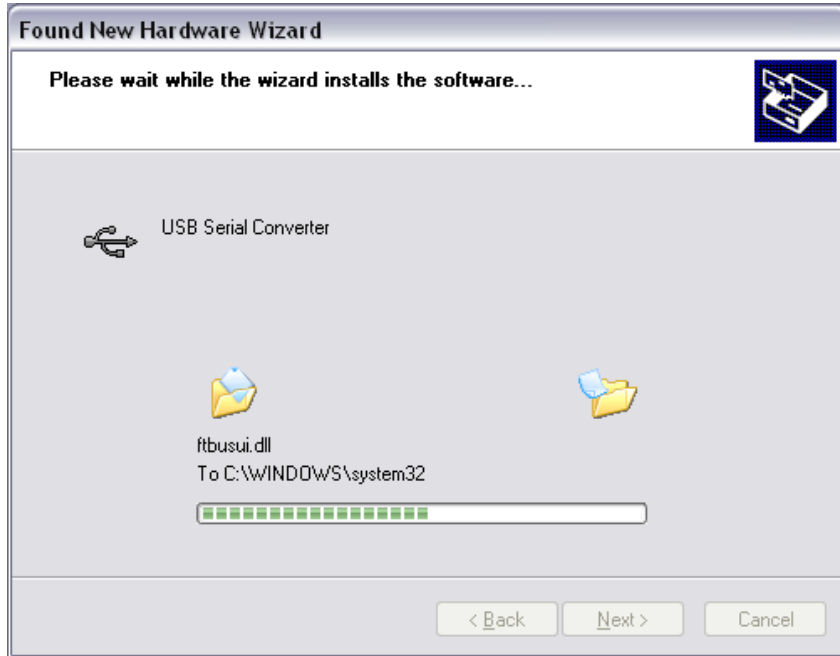 Found New Hardware Wizard
Please wait while the wizard installs the software...
USB Serial Converter
ftbusui.dll
To C:\WINDOWS\system32
< Back
Next >
Cancel